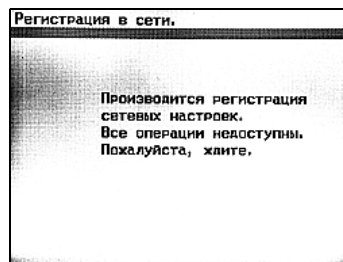 Регистрация в сети.
Производится регистрация
сетевых настроек.
Все операции недоступны.
Пожалуйста, ждите.